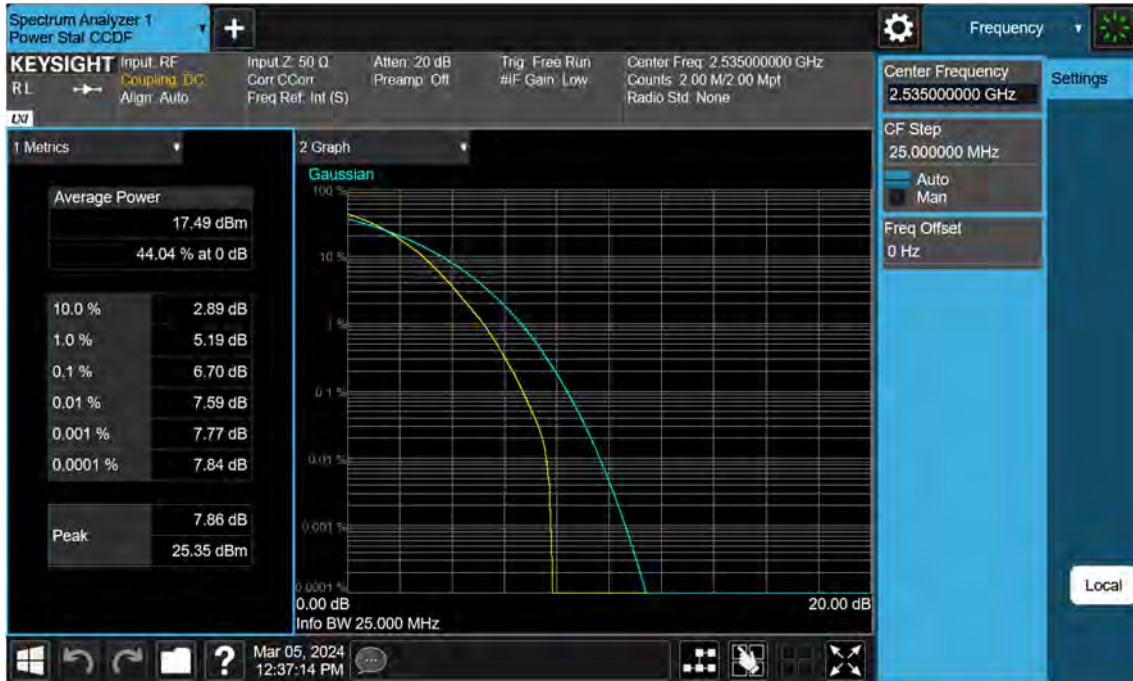 Spectrum Analyzer 1
Power Stat CCDF
+
Frequency
KEYSIGHT
RL
LXI
Input: RF
Coupling: DC
Align: Auto
Input Z: 50 Ω
Corr CCorr
Freq Ref: Int (S)
Atten: 20 dB
Preamp: Off
Trig: Free Run
#IF Gain: Low
Center Freq: 2.535000000 GHz
Counts: 2.00 M/2.00 Mpt
Radio Std: None
Center Frequency
2.535000000 GHz
Settings
CF Step
25.000000 MHz
Auto
Man
Freq Offset
0 Hz
Local
1 Metrics
Average Power
17.49 dBm
44.04 % at 0 dB
10.0 % 2.89 dB
1.0 % 5.19 dB
0.1 % 6.70 dB
0.01 % 7.59 dB
0.001 % 7.77 dB
0.0001 % 7.84 dB
Peak 7.86 dB
25.35 dBm
2 Graph
Gaussian
100 %
10 %
1 %
0.1 %
0.01 %
0.001 %
0.0001 %
0.00 dB 20.00 dB
Info BW 25.000 MHz
?
Mar 05, 2024
12:37:14 PM